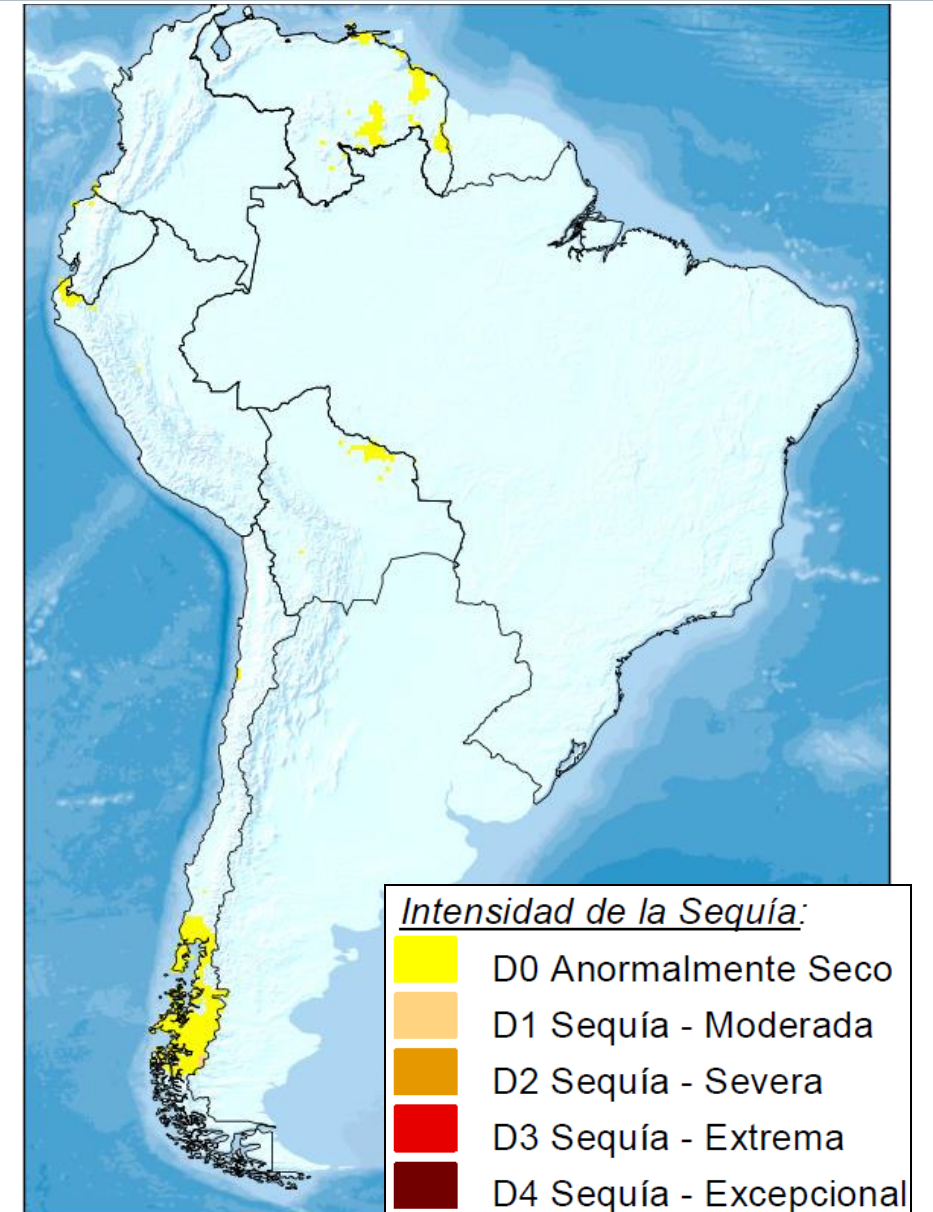 Intensidad de la Sequía:
D0 Anormalmente Seco
D1 Sequía - Moderada
D2 Sequía - Severa
D3 Sequía - Extrema
D4 Sequía - Excepcional